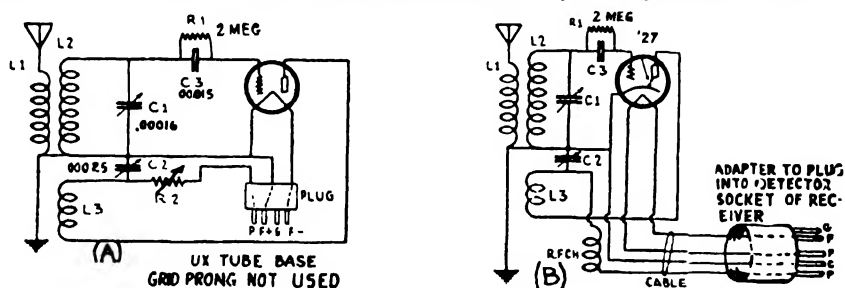 R1
2 MEG
L1
L2
C3
.00015
C1
.00016
.00025
C2
R2
L3
PLUG
P F+ G F-
(A)
UX TUBE BASE
GRID PRONG NOT USED
R1
2 MEG
'27
L1
L2
C3
C1
C2
L3
ADAPTER TO PLUG
INTO DETECTOR
SOCKET OF REC-
EIVER
G
P
F
G
F
R.F.CH
(B)
CABLE